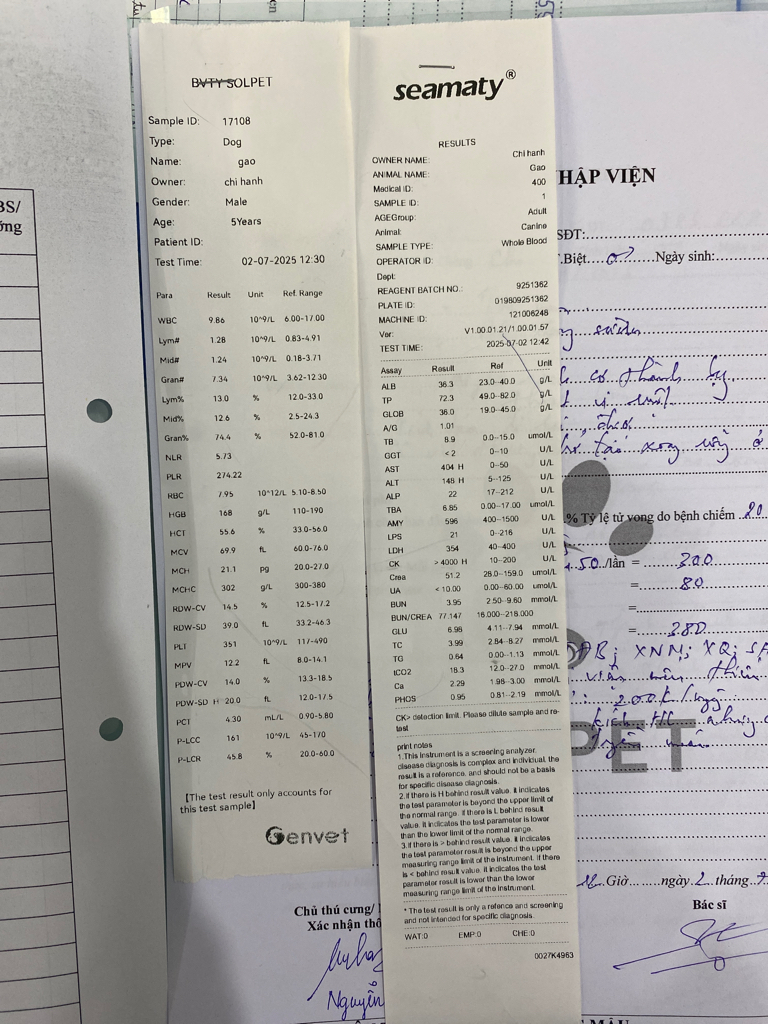 BVTY SOLPET
Sample ID: 17108
Type: Dog
Name: gao
Owner: chi hanh
Gender: Male
Age: 5Years
Patient ID:
Test Time: 02-07-2025 12:30
Para Result Unit Ref. Range
WBC 9.86 10^9/L 6.00-17.00
Lym# 1.28 10^9/L 0.83-4.91
Mid# 1.24 10^9/L 0.18-3.71
Gran# 7.34 10^9/L 3.62-12.30
Lym% 13.0 % 12.0-33.0
Mid% 12.6 % 2.5-24.3
Gran% 74.4 % 52.0-81.0
NLR 5.73
PLR 274.22
RBC 7.95 10^12/L 5.10-8.50
HGB 168 g/L 110-190
HCT 55.6 % 33.0-56.0
MCV 69.9 fL 60.0-76.0
MCH 21.1 pg 20.0-27.0
MCHC 302 g/L 300-380
RDW-CV 14.5 % 12.5-17.2
RDW-SD 39.0 fL 33.2-46.3
PLT 351 10^9/L 117-490
MPV 12.2 fL 8.0-14.1
PDW-CV 14.0 % 13.3-18.5
PDW-SD H 20.0 fL 12.0-17.5
PCT 4.30 mL/L 0.90-5.80
P-LCC 161 10^9/L 45-170
P-LCR 45.8 % 20.0-60.0
[The test result only accounts for
this test sample]
Genvet
seamaty®
RESULTS
OWNER NAME: Chi hanh
ANIMAL NAME: Gao
Medical ID: 400
SAMPLE ID: 1
AGEGroup: Adult
Animal: Canine
SAMPLE TYPE: Whole Blood
OPERATOR ID:
Dept:
REAGENT BATCH NO.: 9251362
PLATE ID: 019809251362
MACHINE ID: 121006248
Ver: V1.00.01.21/1.00.01.57
TEST TIME: 2025-07-02 12:42
Assay Result Ref Unit
ALB 36.3 23.0--40.0 g/L
TP 72.3 49.0--82.0 g/L
GLOB 36.0 19.0--45.0 g/L
A/G 1.01
TB 8.9 0.0--15.0 umol/L
GGT <2 0--10 U/L
AST 404 H 0--50 U/L
ALT 148 H 5--125 U/L
ALP 22 17--212 U/L
TBA 6.85 0.00--17.00 umol/L
AMY 596 400--1500 U/L
LPS 21 0--216 U/L
LDH 354 40--400 U/L
CK >4000 H 10--200 U/L
Crea 51.2 28.0--159.0 umol/L
UA <10.00 0.00--60.00 umol/L
BUN 3.95 2.50--9.60 mmol/L
BUN/CREA 77.147 16.000--218.000
GLU 6.98 4.11--7.94 mmol/L
TC 3.99 2.84--8.27 mmol/L
TG 0.64 0.00--1.13 mmol/L
tCO2 18.3 12.0--27.0 mmol/L
Ca 2.29 1.98--3.00 mmol/L
PHOS 0.95 0.81--2.19 mmol/L
CK> detection limit. Please dilute sample and re-
test
print notes
1.This Instrument is a screening analyzer,
disease diagnosis is complex and individual, the
result is a reference, and should not be a basis
for specific disease diagnosis.
2.If there is H behind result value, it indicates
the test parameter is beyond the upper limit of
the normal range. If there is L behind result
value, it indicates the test parameter is lower
than the lower limit of the normal range.
3.If there is > behind result value, it indicates
the test parameter result is beyond the upper
measuring range limit of the instrument. If there
is < behind result value, it indicates the test
parameter result is lower than the lower
measuring range limit of the instrument.
* The test result is only a refence and screening
and not intended for specific diagnosis.
WAT:0 EMP:0 CHE:0
0027K4963
HẬP VIỆN
SĐT:
Biệt Ngày sinh:
% Tỷ lệ tử vong do bệnh chiếm
50/lần = 300
= 80
=
= 380
XNM; XQ;
200k/ngày
PET
Giờ ngày 2 tháng 7
Chủ thú cưng/
Xác nhận thô
Bác sĩ
Nguyễn